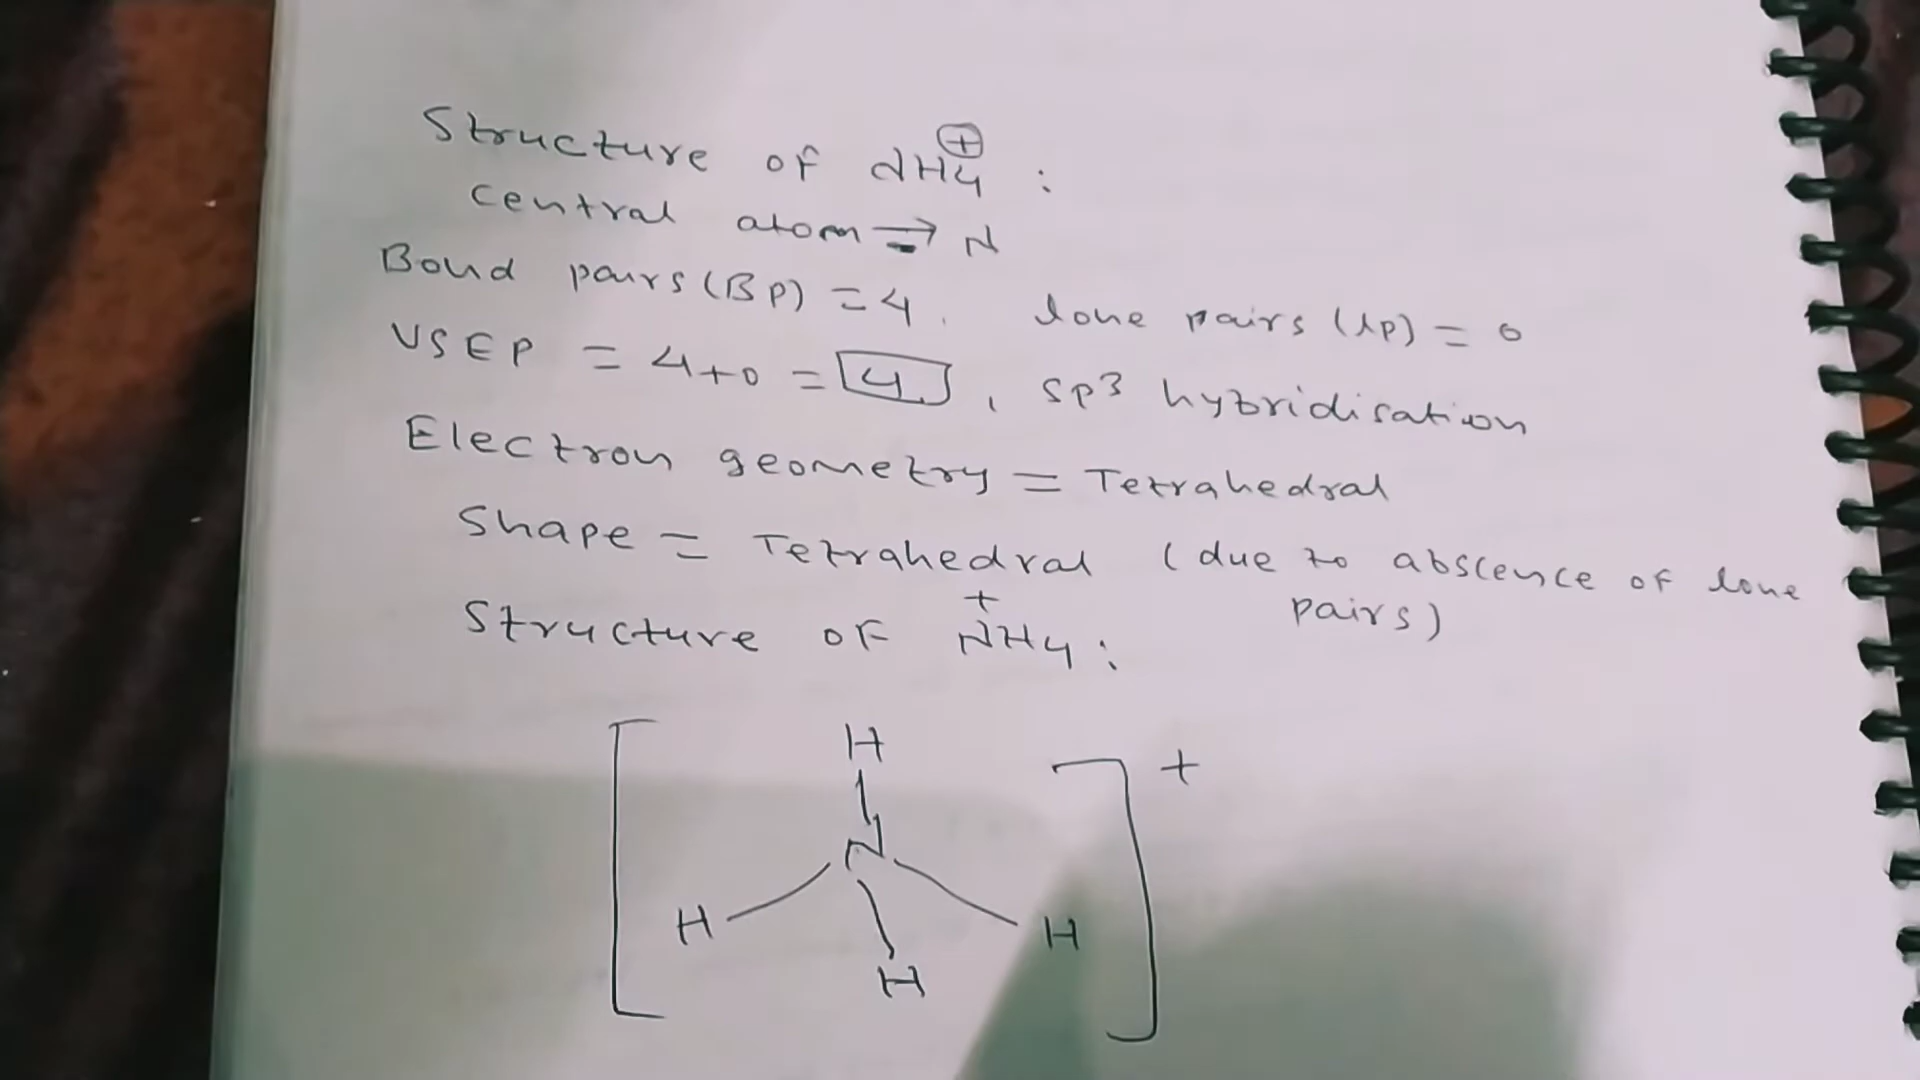 Structure of NH4⊕ :
central atom → N
Bond pairs (BP) = 4 , lone pairs (lp) = 0
VSEP = 4+0 = 4 , sp3 hybridisation
Electron geometry = Tetrahedral
Shape = Tetrahedral (due to abscence of lone
pairs)
Structure of NH4+ :
H
N
H H
H
+